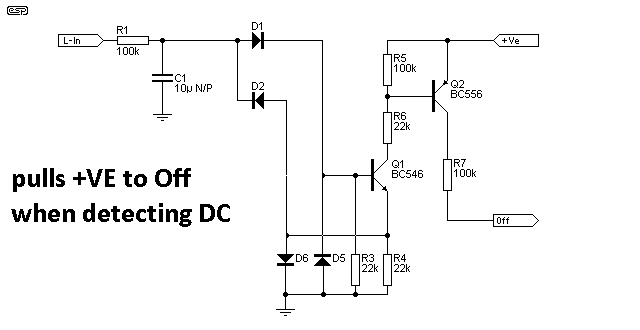 esp
L-In
R1
100k
D1
C1
10µ N/P
D2
R5
100k
+Ve
Q2
BC556
R6
22k
Q1
BC546
R7
100k
Off
pulls +VE to Off
when detecting DC
D6
D5
R3
22k
R4
22k